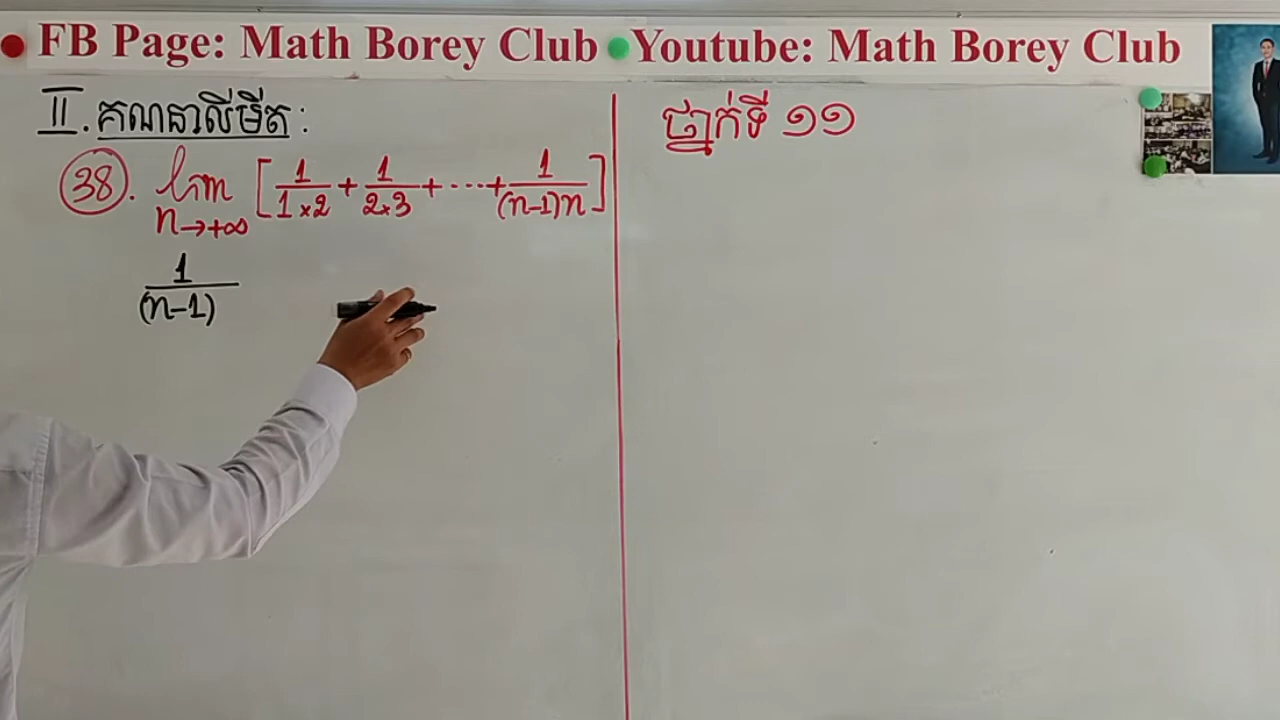 FB Page: Math Borey Club Youtube: Math Borey Club
II. គណនាលីមីត :
38. lim n→+∞ [1/(1×2) + 1/(2×3) + ⋯ + 1/((n-1)n)]
1/(n-1)
ថ្នាក់ទី ១១